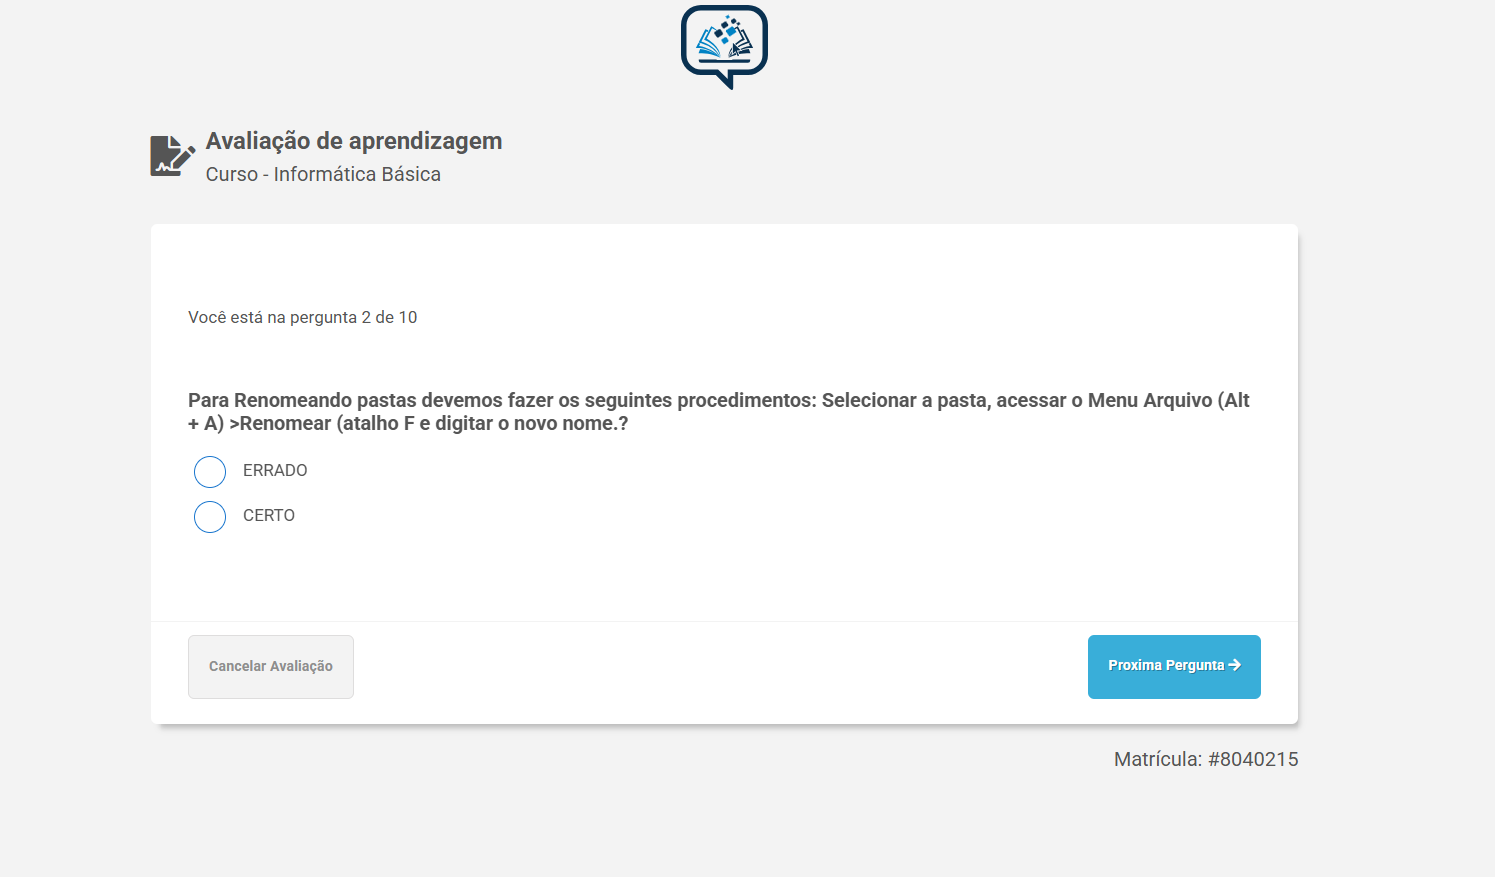 Avaliação de aprendizagem
Curso - Informática Básica
Você está na pergunta 2 de 10
Para Renomeando pastas devemos fazer os seguintes procedimentos: Selecionar a pasta, acessar o Menu Arquivo (Alt
+ A) >Renomear (atalho F e digitar o novo nome.?
ERRADO
CERTO
Cancelar Avaliação
Proxima Pergunta
Matrícula: #8040215